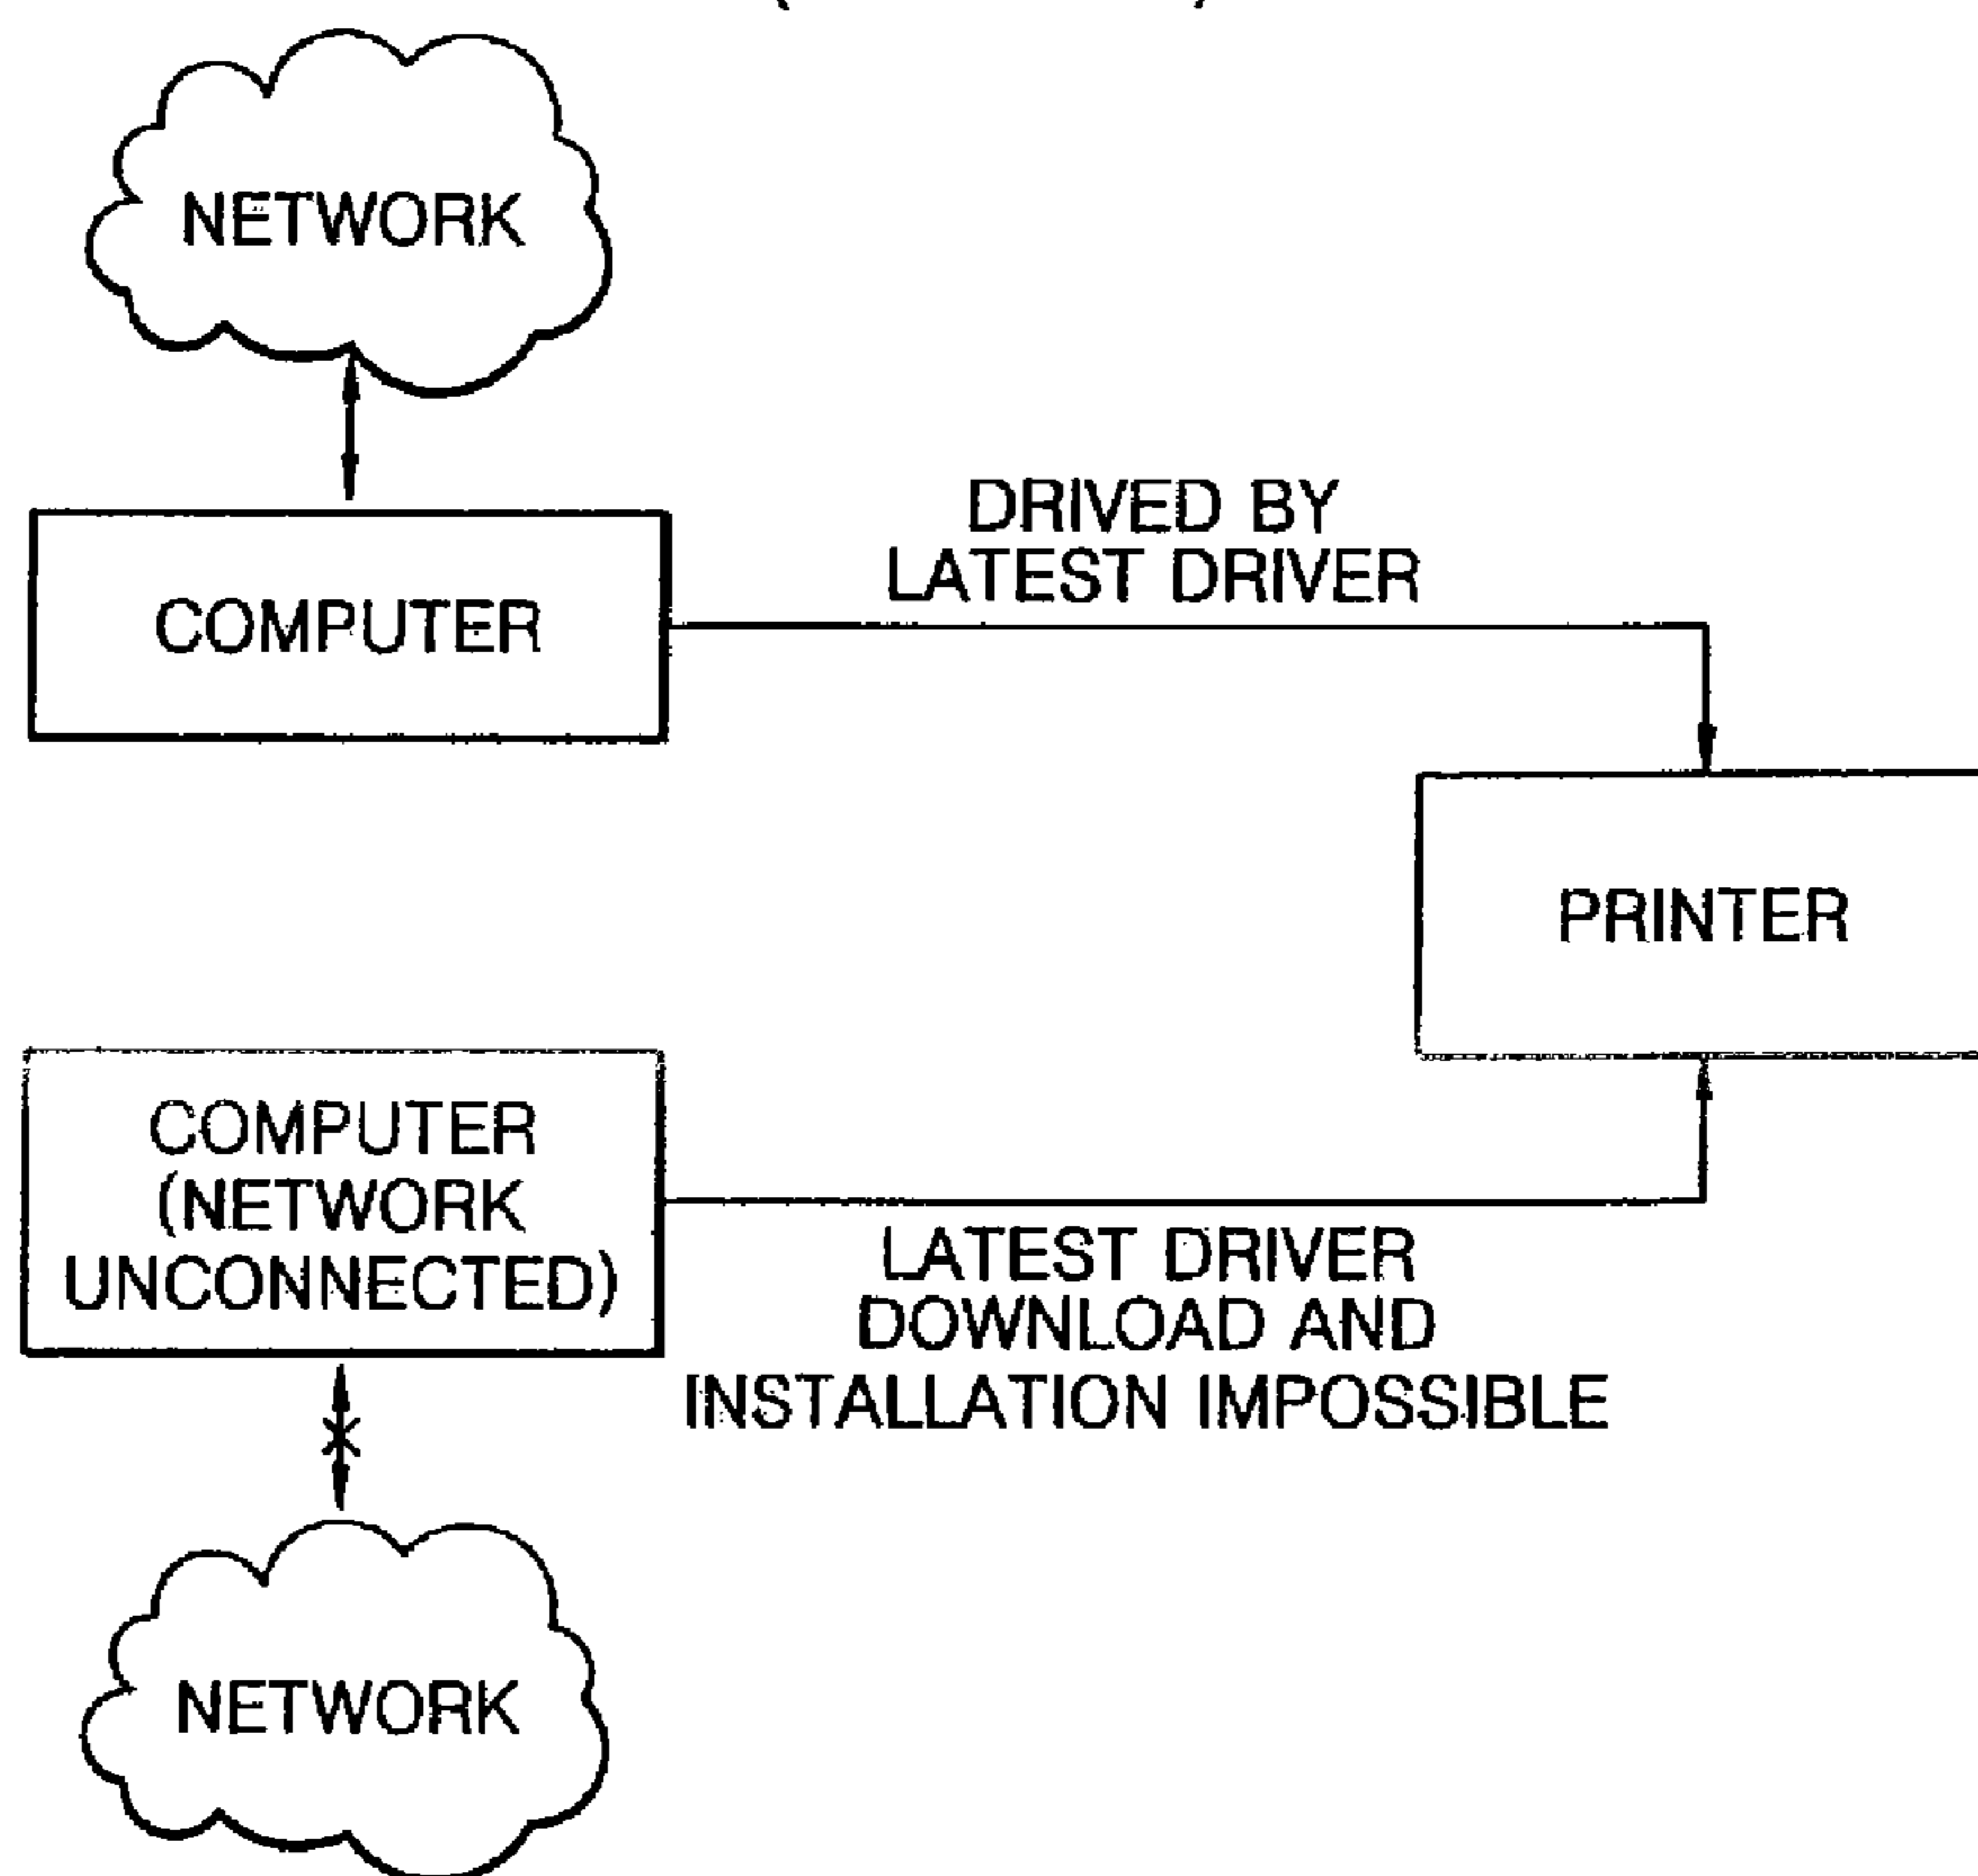 NETWORK
COMPUTER
DRIVED BY
LATEST DRIVER
PRINTER
COMPUTER
(NETWORK
UNCONNECTED)
LATEST DRIVER
DOWNLOAD AND
INSTALLATION IMPOSSIBLE
NETWORK